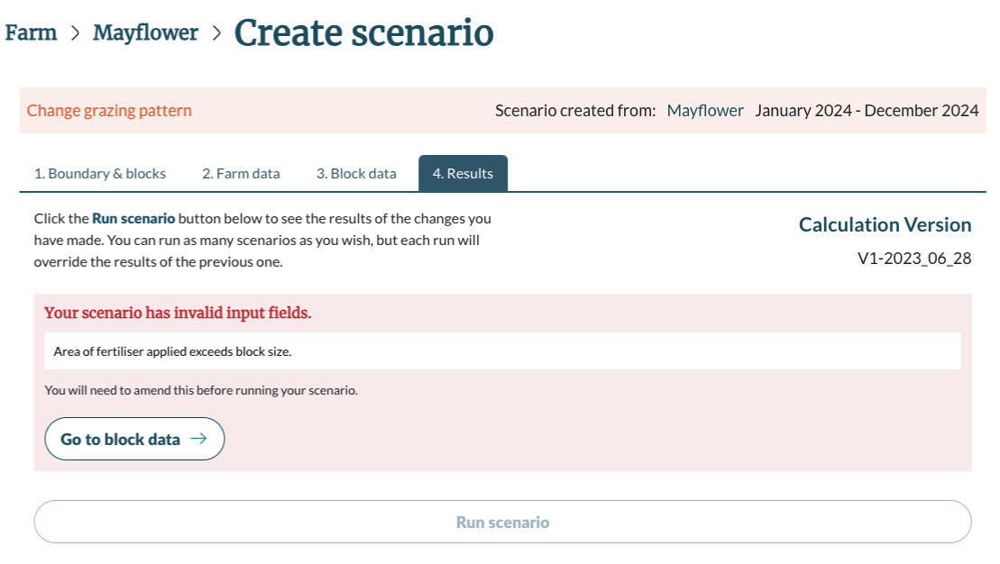 Farm > Mayflower > Create scenario
Change grazing pattern Scenario created from: Mayflower January 2024 - December 2024
1. Boundary & blocks 2. Farm data 3. Block data 4. Results
Click the Run scenario button below to see the results of the changes you
have made. You can run as many scenarios as you wish, but each run will
override the results of the previous one.
Calculation Version
V1-2023_06_28
Your scenario has invalid input fields.
Area of fertiliser applied exceeds block size.
You will need to amend this before running your scenario.
Go to block data →
Run scenario